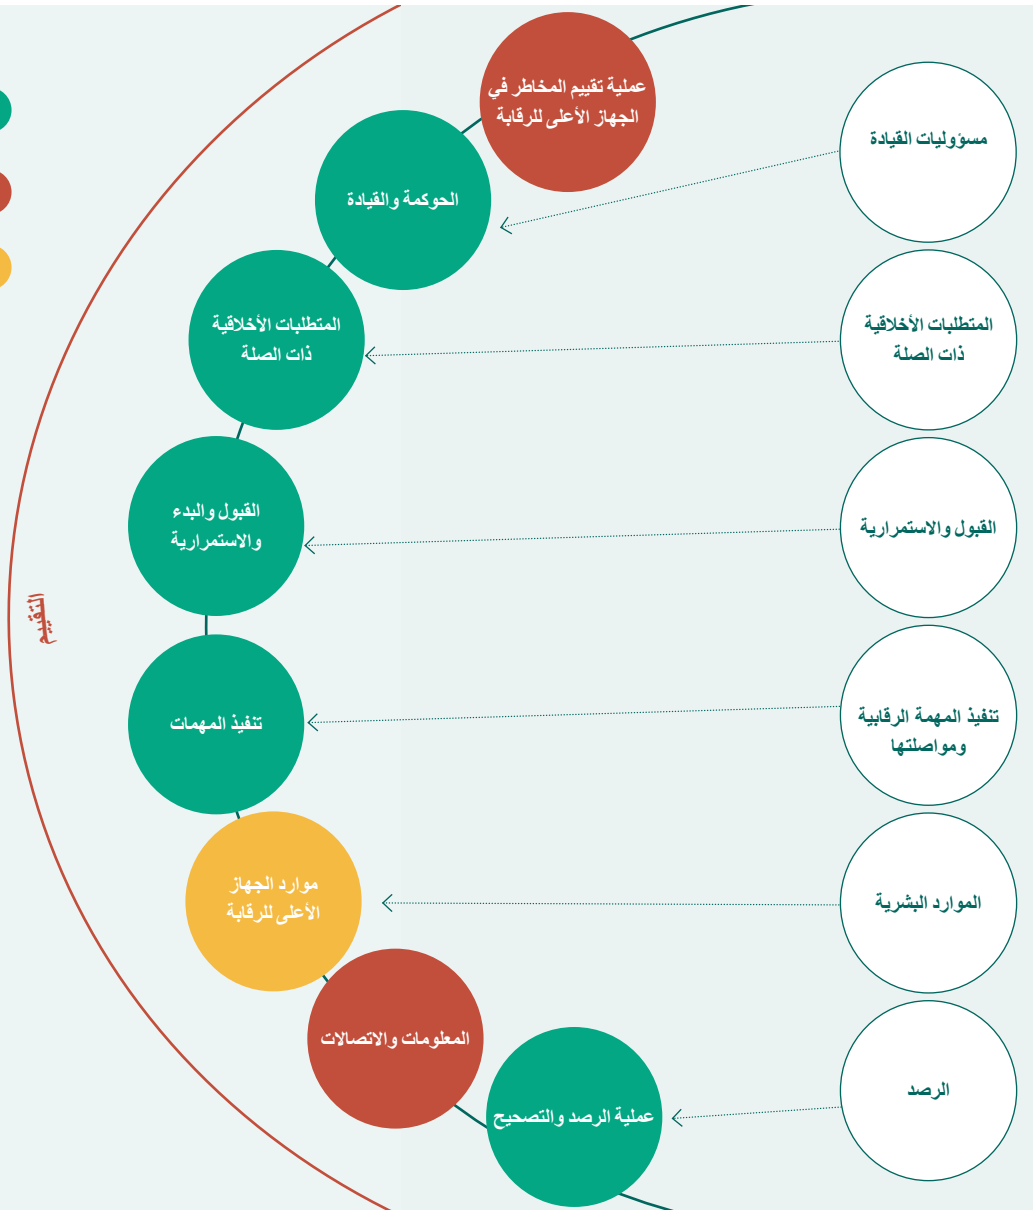 مسؤوليات القيادة
المتطلبات الأخلاقية
ذات الصلة
القبول والاستمرارية
تنفيذ المهمة الرقابية
ومواصلتها
الموارد البشرية
الرصد
عملية تقييم المخاطر في
الجهاز الأعلى للرقابة
الحوكمة والقيادة
المتطلبات الأخلاقية
ذات الصلة
القبول والبدء
والاستمرارية
تنفيذ المهمات
موارد الجهاز
الأعلى للرقابة
المعلومات والاتصالات
عملية الرصد والتصحيح
التقييم